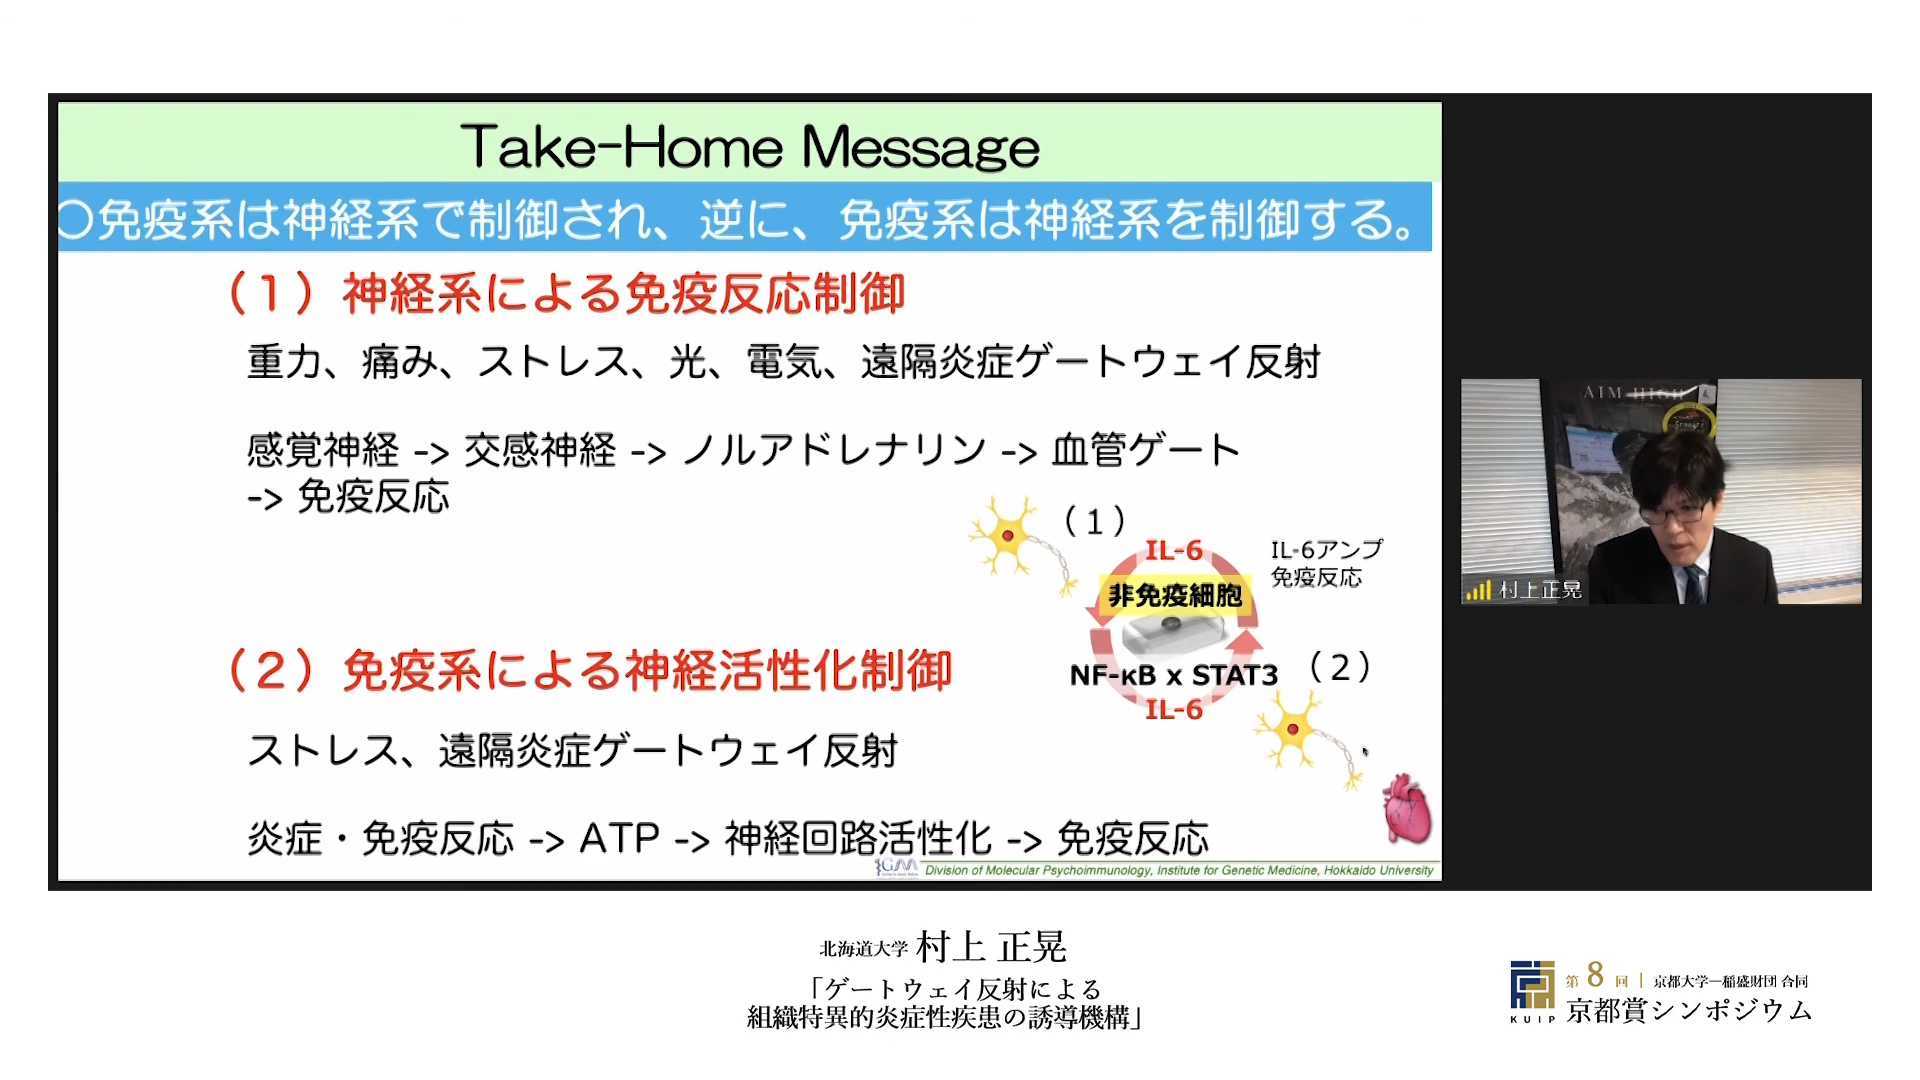 Take-Home Message
○免疫系は神経系で制御され、逆に、免疫系は神経系を制御する。
（1）神経系による免疫反応制御
重力、痛み、ストレス、光、電気、遠隔炎症ゲートウェイ反射
感覚神経 -> 交感神経 -> ノルアドレナリン -> 血管ゲート
-> 免疫反応
（1）
IL-6
IL-6アンプ
免疫反応
非免疫細胞
NF-κB x STAT3
（2）
IL-6
（2）免疫系による神経活性化制御
ストレス、遠隔炎症ゲートウェイ反射
炎症・免疫反応 -> ATP -> 神経回路活性化 -> 免疫反応
IGM
Division of Molecular Psychoimmunology, Institute for Genetic Medicine, Hokkaido University
AIM HIGH
村上正晃
北海道大学 村上 正晃
「ゲートウェイ反射による
組織特異的炎症性疾患の誘導機構」
KUIP
第8回 | 京都大学―稲盛財団 合同
京都賞シンポジウム